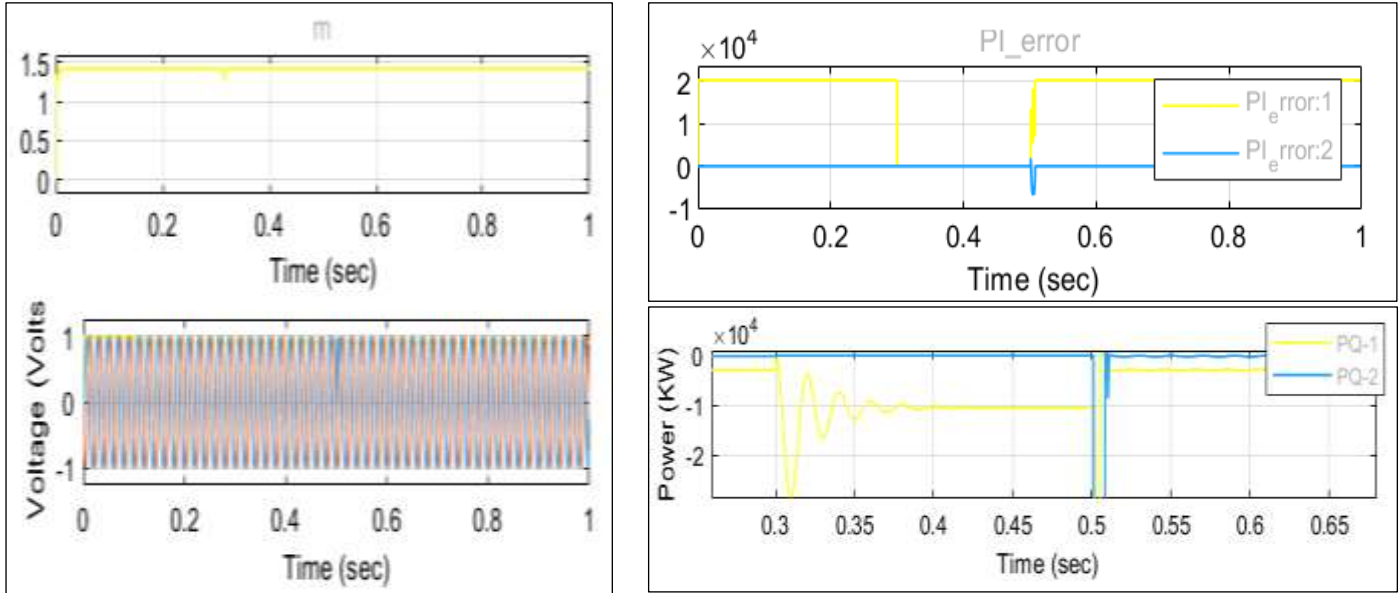 m
1.5
1
0.5
0
0 0.2 0.4 0.6 0.8 1
Time (sec)
Voltage (Volts
1
0
-1
0 0.2 0.4 0.6 0.8 1
Time (sec)
×10⁴
PI_error
2
1
0
-1
PI_error:1
PI_error:2
0 0.2 0.4 0.6 0.8 1
Time (sec)
×10⁴
Power (KW)
0
-1
-2
PQ-1
PQ-2
0.3 0.35 0.4 0.45 0.5 0.55 0.6 0.65
Time (sec)